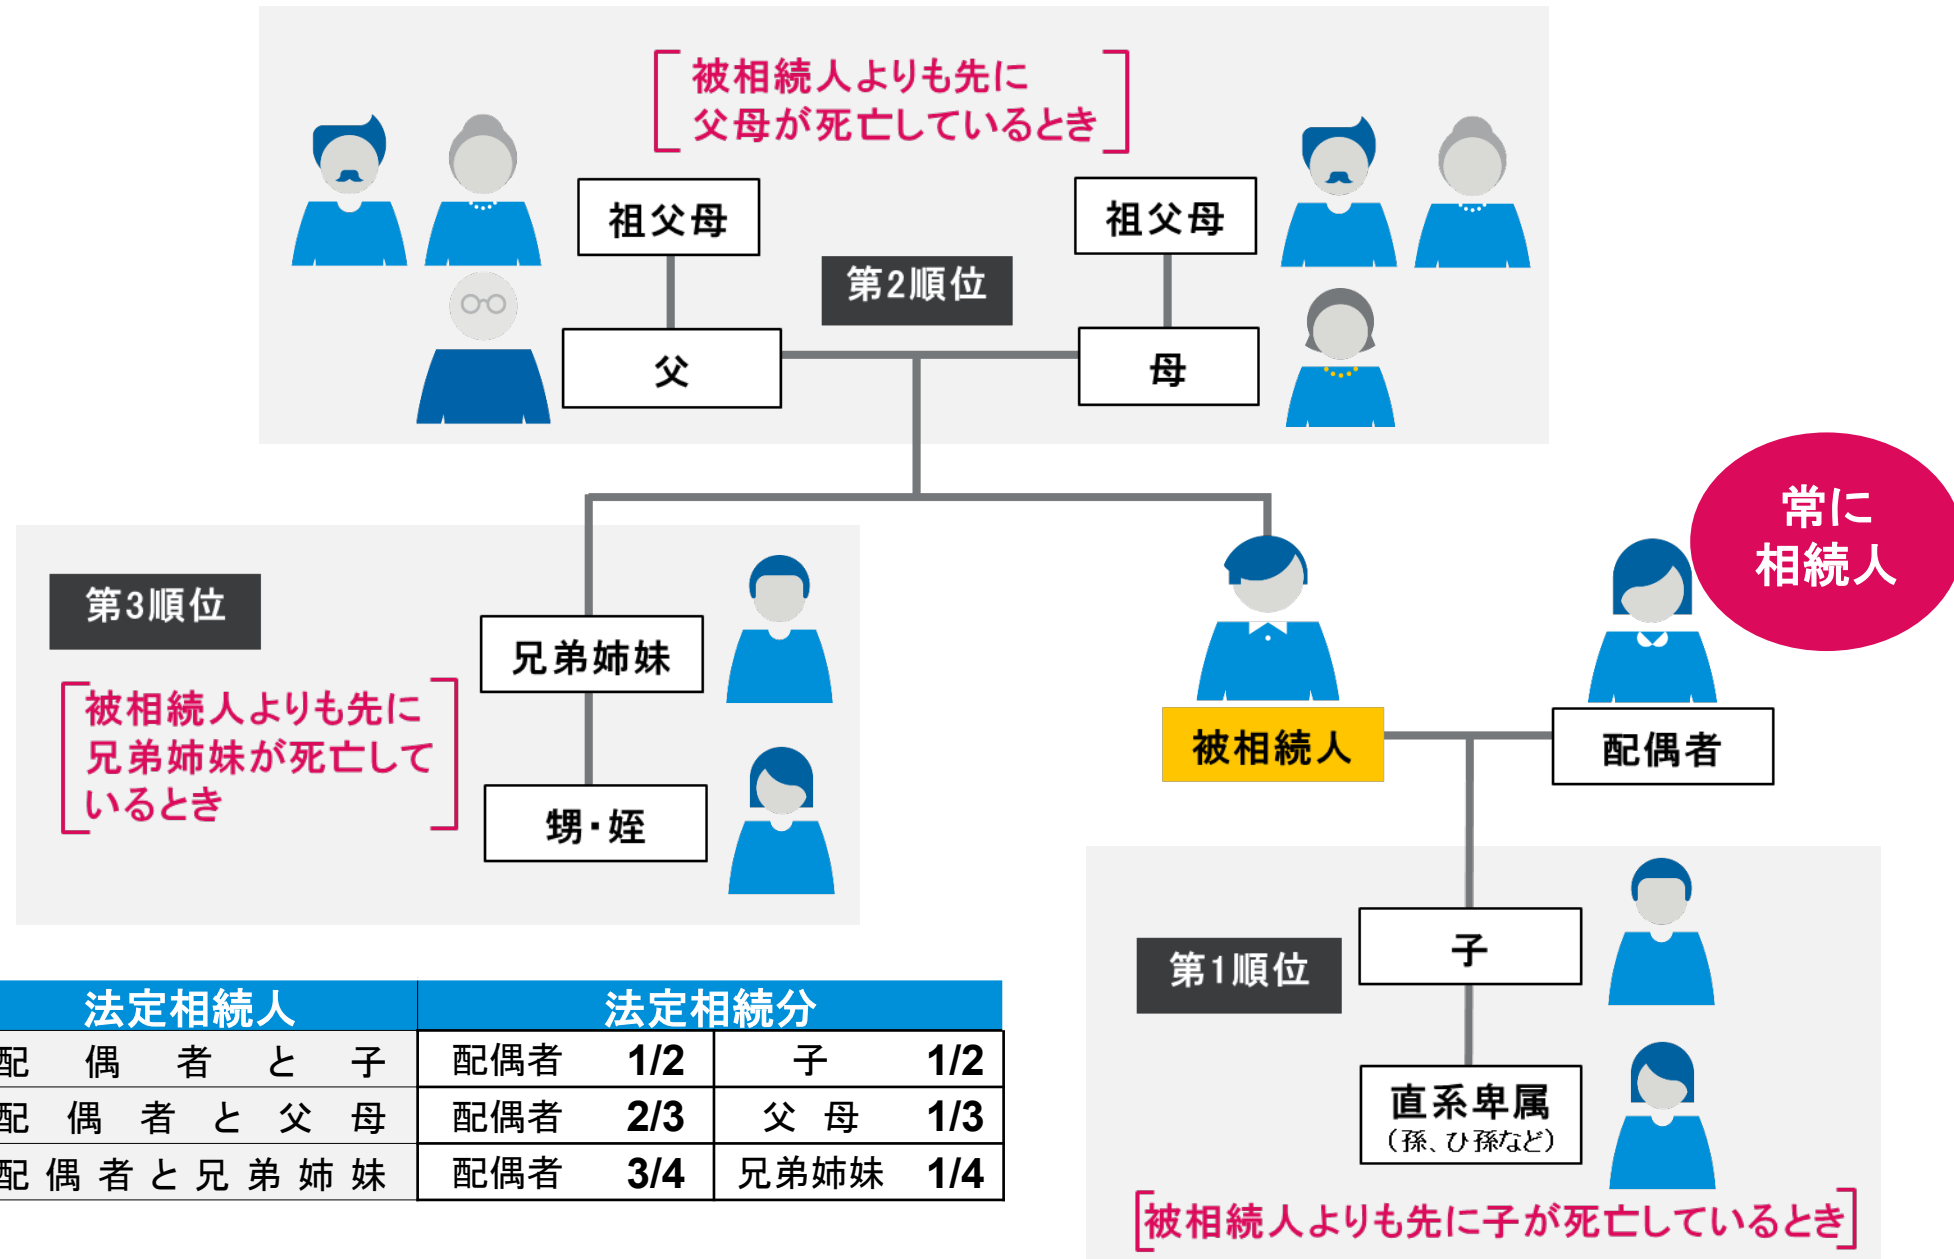 被相続人よりも先に
父母が死亡しているとき
祖父母
祖父母
第2順位
父
母
常に
相続人
第3順位
兄弟姉妹
被相続人よりも先に
兄弟姉妹が死亡して
いるとき
甥・姪
被相続人
配偶者
第1順位
子
直系卑属
（孫、ひ孫など）
被相続人よりも先に子が死亡しているとき
法定相続人 法定相続分
配偶者と子 配偶者 1/2 子 1/2
配偶者と父母 配偶者 2/3 父母 1/3
配偶者と兄弟姉妹 配偶者 3/4 兄弟姉妹 1/4